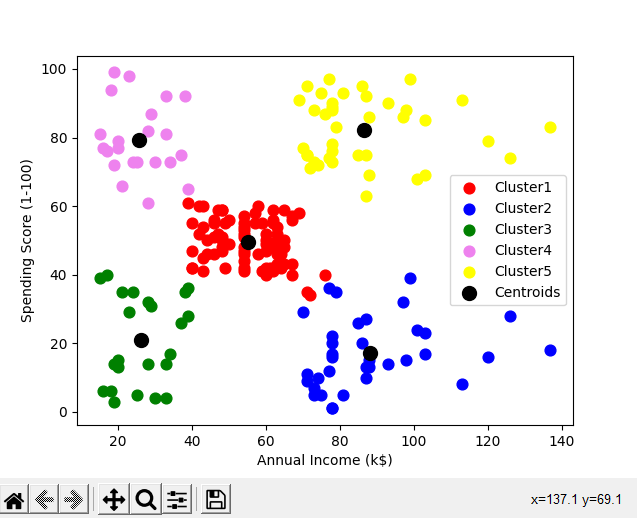 100
80
60
40
20
0
Spending Score (1-100)
Cluster1
Cluster2
Cluster3
Cluster4
Cluster5
Centroids
20 40 60 80 100 120 140
Annual Income (k$)
x=137.1 y=69.1